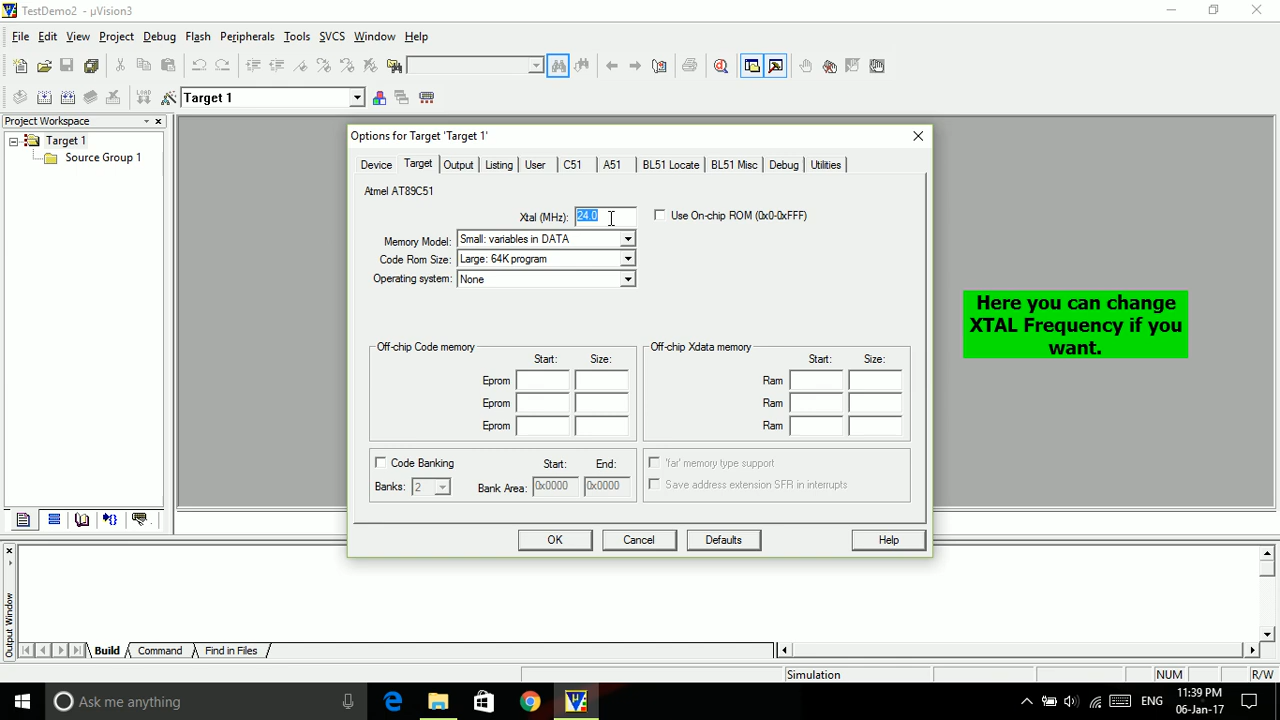 TestDemo2 - µVision3
File Edit View Project Debug Flash Peripherals Tools SVCS Window Help
Target 1
Project Workspace
Target 1
Source Group 1
Options for Target 'Target 1'
Device Target Output Listing User C51 A51 BL51 Locate BL51 Misc Debug Utilities
Atmel AT89C51
Xtal (MHz): 24.0 Use On-chip ROM (0x0-0xFFF)
Memory Model: Small: variables in DATA
Code Rom Size: Large: 64K program
Operating system: None
Here you can change
XTAL Frequency if you
want.
Off-chip Code memory Off-chip Xdata memory
Start: Size: Start: Size:
Eprom Ram
Eprom Ram
Eprom Ram
Code Banking Start: End: 'far' memory type support
Banks: 2 Bank Area: 0x0000 0x0000 Save address extension SFR in interrupts
OK Cancel Defaults Help
Output Window
Build Command Find in Files
Simulation NUM R/W
Ask me anything ENG 11:39 PM
06-Jan-17